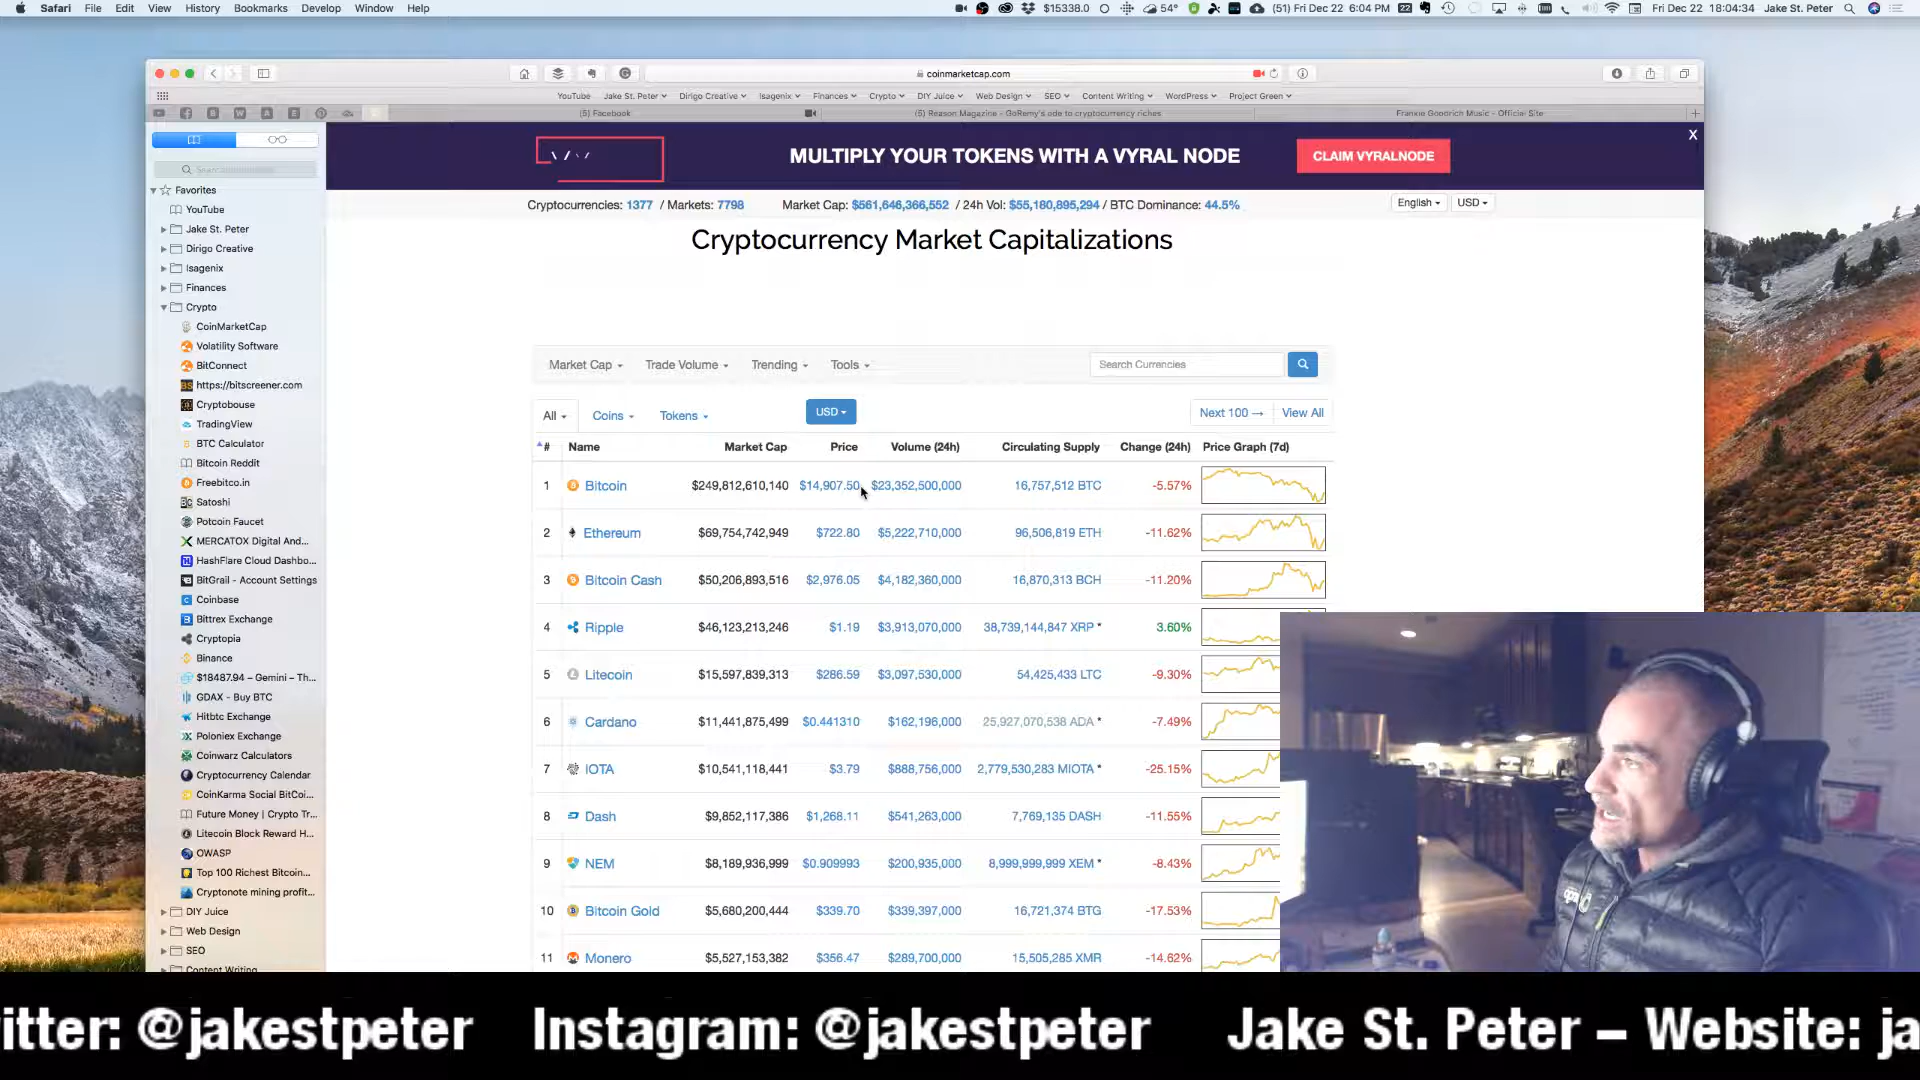 Safari File Edit View History Bookmarks Develop Window Help
$15338.0 54° (51) Fri Dec 22 6:04 PM 22 Fri Dec 22 18:04:34 Jake St. Peter
coinmarketcap.com
YouTube Jake St. Peter Dirigo Creative Isagenix Finances Crypto DIY Juice Web Design SEO Content Writing WordPress Project Green
(5) Facebook (5) Reason Magazine - GoRemy's ode to cryptocurrency riches Frankie Goodrich Music - Official Site
MULTIPLY YOUR TOKENS WITH A VYRAL NODE CLAIM VYRALNODE X
Cryptocurrencies: 1377 / Markets: 7798 Market Cap: $561,646,366,552 / 24h Vol: $55,180,895,294 / BTC Dominance: 44.5% English USD
Cryptocurrency Market Capitalizations
Search
Favorites
YouTube
Jake St. Peter
Dirigo Creative
Isagenix
Finances
Crypto
CoinMarketCap
Volatility Software
BitConnect
https://bitscreener.com
Cryptobouse
TradingView
BTC Calculator
Bitcoin Reddit
Freebitco.in
Satoshi
Potcoin Faucet
MERCATOX Digital And...
HashFlare Cloud Dashbo...
BitGrail - Account Settings
Coinbase
Bittrex Exchange
Cryptopia
Binance
$18487.94 – Gemini – Th...
GDAX - Buy BTC
Hitbtc Exchange
Poloniex Exchange
Coinwarz Calculators
Cryptocurrency Calendar
CoinKarma Social BitCoi...
Future Money | Crypto Tr...
Litecoin Block Reward H...
OWASP
Top 100 Richest Bitcoin...
Cryptonote mining profit...
DIY Juice
Web Design
SEO
Content Writing
Market Cap Trade Volume Trending Tools Search Currencies
All Coins Tokens USD Next 100 → View All
# Name Market Cap Price Volume (24h) Circulating Supply Change (24h) Price Graph (7d)
1 Bitcoin $249,812,610,140 $14,907.50 $23,352,500,000 16,757,512 BTC -5.57%
2 Ethereum $69,754,742,949 $722.80 $5,222,710,000 96,506,819 ETH -11.62%
3 Bitcoin Cash $50,206,893,516 $2,976.05 $4,182,360,000 16,870,313 BCH -11.20%
4 Ripple $46,123,213,246 $1.19 $3,913,070,000 38,739,144,847 XRP * 3.60%
5 Litecoin $15,597,839,313 $286.59 $3,097,530,000 54,425,433 LTC -9.30%
6 Cardano $11,441,875,499 $0.441310 $162,196,000 25,927,070,538 ADA * -7.49%
7 IOTA $10,541,118,441 $3.79 $888,756,000 2,779,530,283 MIOTA * -25.15%
8 Dash $9,852,117,386 $1,268.11 $541,263,000 7,769,135 DASH -11.55%
9 NEM $8,189,936,999 $0.909993 $200,935,000 8,999,999,999 XEM * -8.43%
10 Bitcoin Gold $5,680,200,444 $339.70 $339,397,000 16,721,374 BTG -17.53%
11 Monero $5,527,153,382 $356.47 $289,700,000 15,505,285 XMR -14.62%
itter: @jakestpeter Instagram: @jakestpeter Jake St. Peter – Website: ja